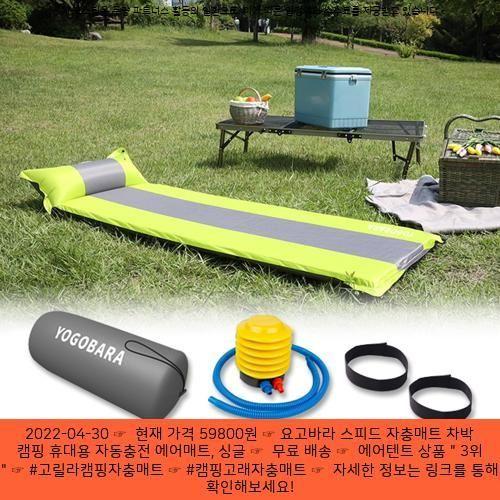 YOGOBARA
YOGOBARA
2022-04-30 ☞ 현재 가격 59800원 ☞ 요고바라 스피드 자충매트 차박
캠핑 휴대용 자동충전 에어매트, 싱글 ☞ 무료 배송 ☞ 에어텐트 상품 " 3위
" ☞ #고릴라캠핑자충매트 ☞ #캠핑고래자충매트 ☞ 자세한 정보는 링크를 통해
확인해보세요!